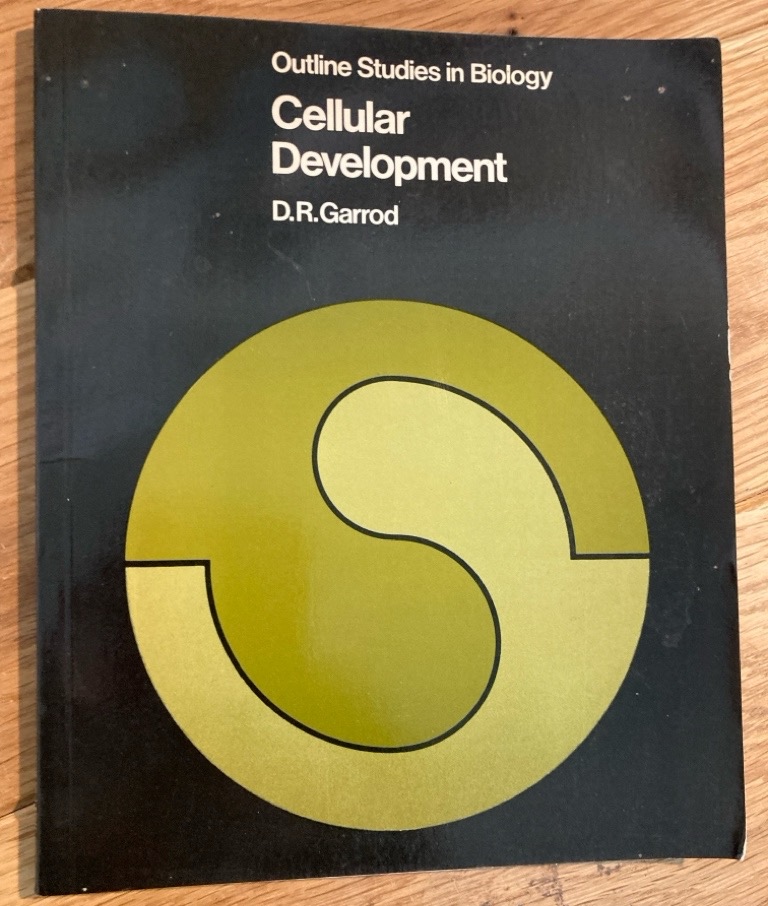 Outline Studies in Biology
Cellular
Development
D.R.Garrod